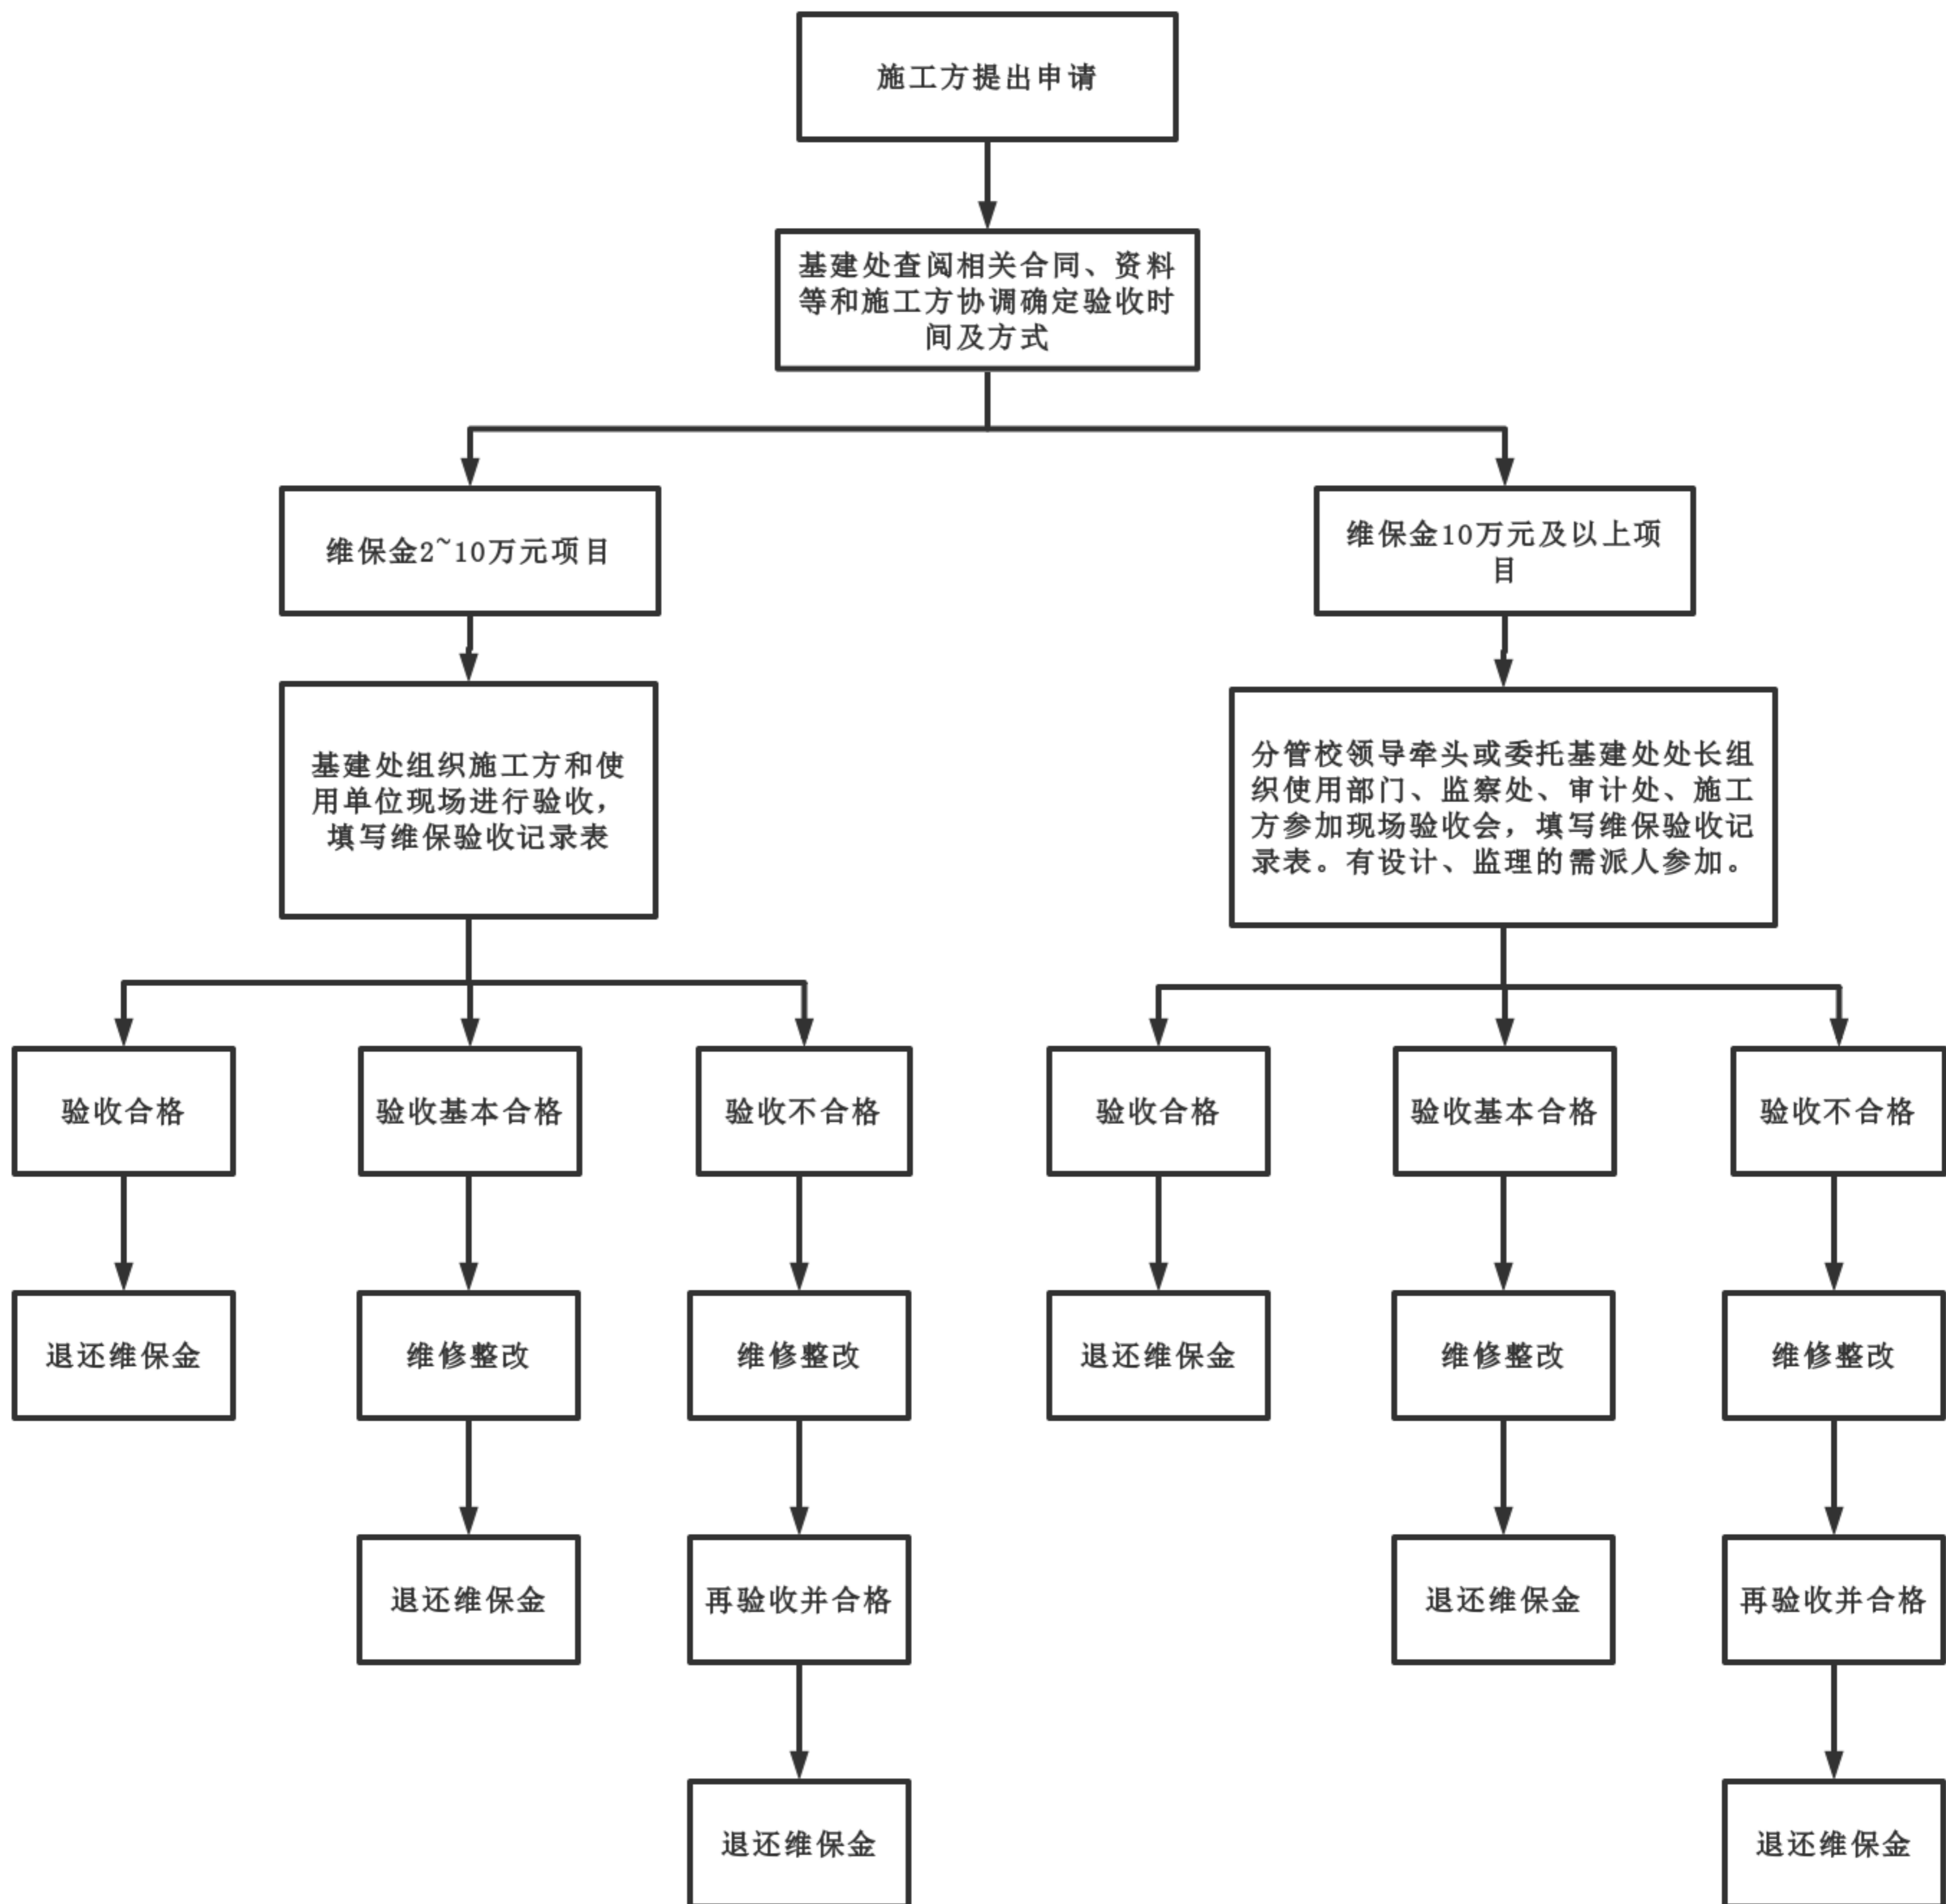 施工方提出申请
基建处查阅相关合同、资料
等和施工方协调确定验收时
间及方式
维保金2~10万元项目
维保金10万元及以上项
目
基建处组织施工方和使
用单位现场进行验收，
填写维保验收记录表
分管校领导牵头或委托基建处处长组
织使用部门、监察处、审计处、施工
方参加现场验收会，填写维保验收记
录表。有设计、监理的需派人参加。
验收合格
验收基本合格
验收不合格
验收合格
验收基本合格
验收不合格
退还维保金
维修整改
维修整改
退还维保金
维修整改
维修整改
退还维保金
再验收并合格
退还维保金
再验收并合格
退还维保金
退还维保金